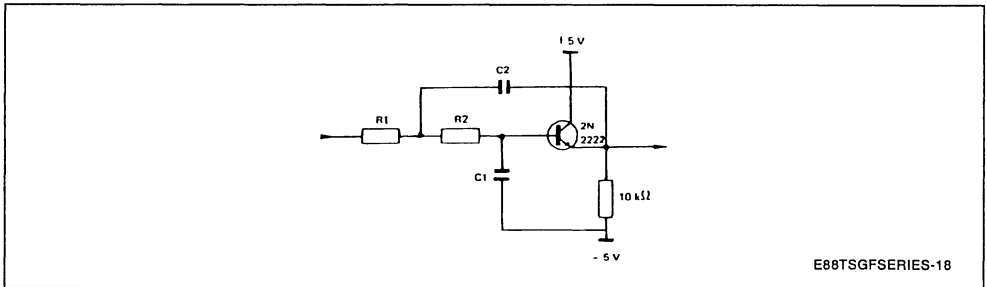 + 5 V
C2
R1
R2
2N
2222
C1
10 kΩ
- 5 V
E88TSGFSERIES-18